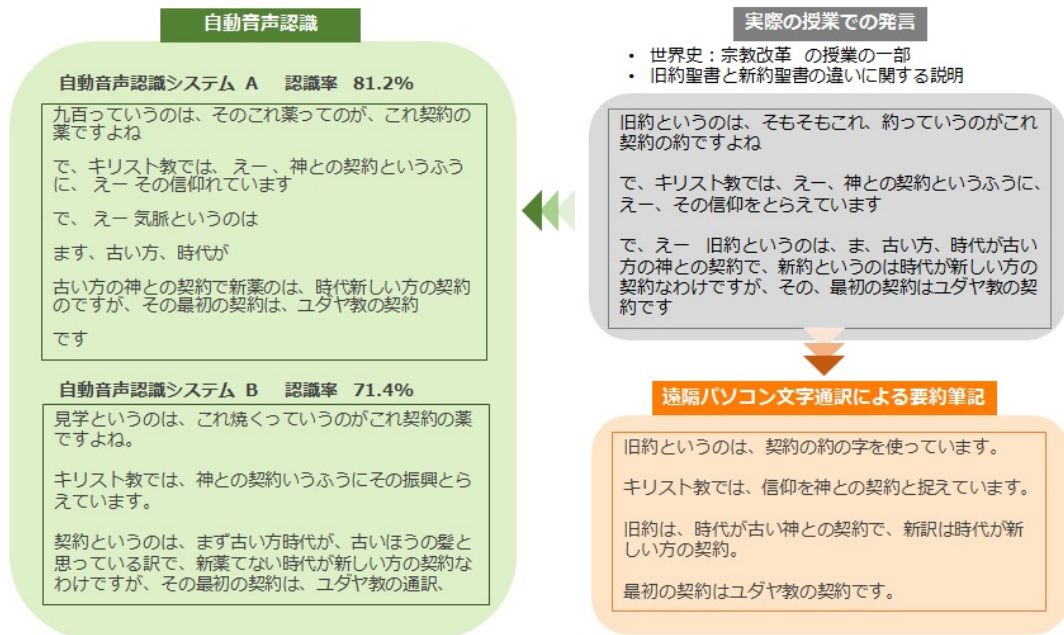 自動音声認識
自動音声認識システム A 認識率 81.2%
九百っていうのは、そのこれ薬ってのが、これ契約の
薬ですよね
で、キリスト教では、えー、神との契約というふう
に、えー その信仰れています
で、えー 気脈というのは
ます、古い方、時代が
古い方の神との契約で新薬のは、時代新しい方の契約
のですが、その最初の契約は、ユダヤ教の契約
です
自動音声認識システム B 認識率 71.4%
見学というのは、これ焼くっていうのがこれ契約の薬
ですよね。
キリスト教では、神との契約いうふうにその振興とら
えています。
契約というのは、まず古い方時代が、古いほうの髪と
思っている訳で、新薬てない時代が新しい方の契約な
わけですが、その最初の契約は、ユダヤ教の通訳、
実際の授業での発言
• 世界史：宗教改革 の授業の一部
• 旧約聖書と新約聖書の違いに関する説明
旧約というのは、そもそもこれ、約っていうのがこれ
契約の約ですよね
で、キリスト教では、えー、神との契約というふうに、
えー、その信仰をとらえています
で、えー 旧約というのは、ま、古い方、時代が古い
方の神との契約で、新約というのは時代が新しい方の
契約なわけですが、その、最初の契約はユダヤ教の契
約です
遠隔パソコン文字通訳による要約筆記
旧約というのは、契約の約の字を使っています。
キリスト教では、信仰を神との契約と捉えています。
旧約は、時代が古い神との契約で、新訳は時代が新
しい方の契約。
最初の契約はユダヤ教の契約です。